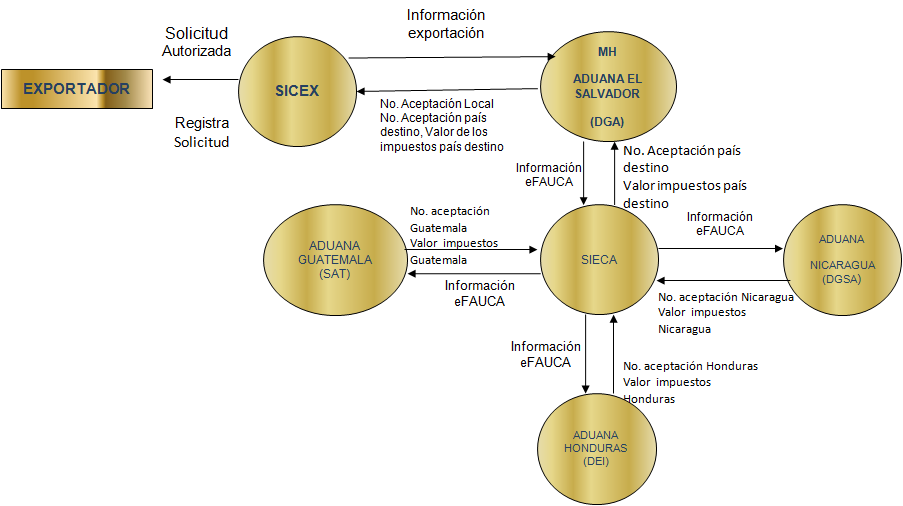 Información
exportación
Solicitud
Autorizada
EXPORTADOR
SICEX
MH
ADUANA EL
SALVADOR
(DGA)
Registra
Solicitud
No. Aceptación Local
No. Aceptación país
destino, Valor de los
impuestos país destino
Información
eFAUCA
No. Aceptación país
destino
Valor impuestos país
destino
ADUANA
GUATEMALA
(SAT)
No. aceptación
Guatemala
Valor impuestos
Guatemala
Información
eFAUCA
SIECA
Información
eFAUCA
ADUANA
NICARAGUA
(DGSA)
No. aceptación Nicaragua
Valor impuestos
Nicaragua
Información
eFAUCA
No. aceptación Honduras
Valor impuestos
Honduras
ADUANA
HONDURAS
(DEI)